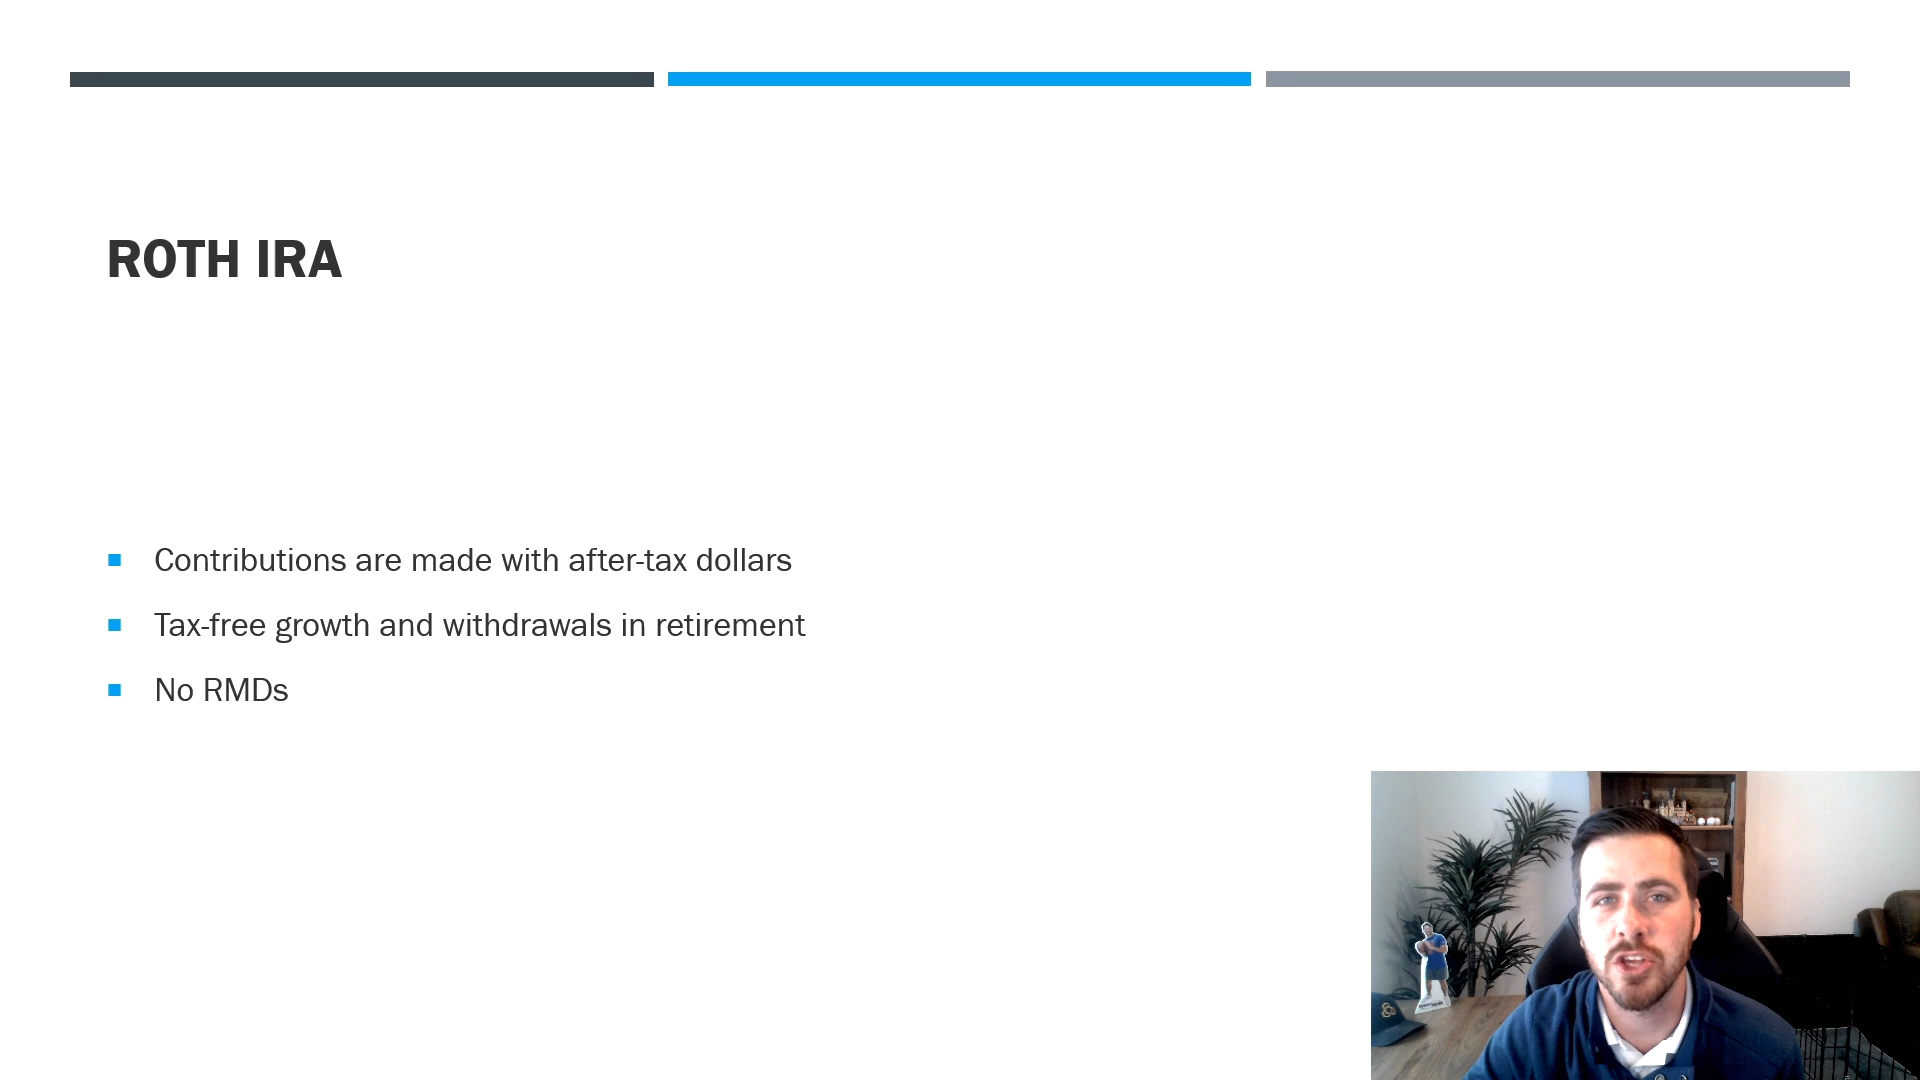 ROTH IRA
Contributions are made with after-tax dollars
Tax-free growth and withdrawals in retirement
No RMDs